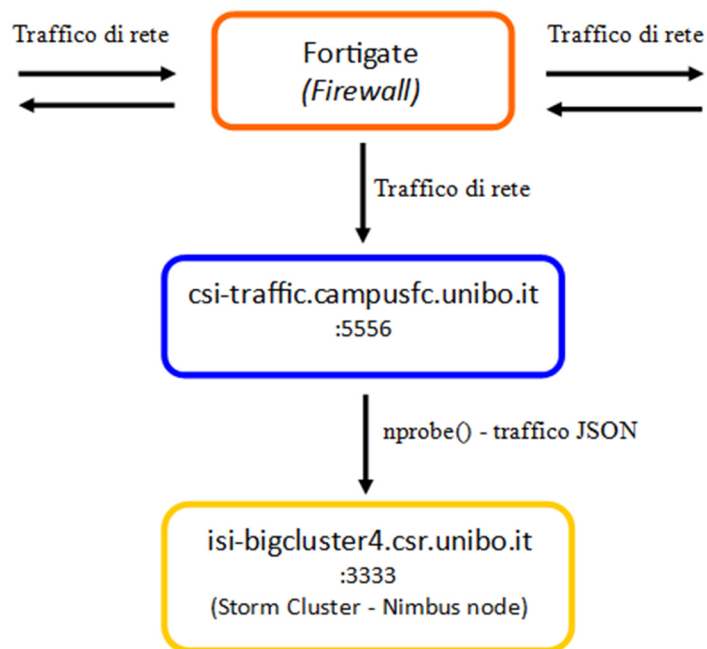 Traffico di rete
Traffico di rete
Fortigate
(Firewall)
Traffico di rete
csi-traffic.campusfc.unibo.it
:5556
nprobe() - traffico JSON
isi-bigcluster4.csr.unibo.it
:3333
(Storm Cluster - Nimbus node)